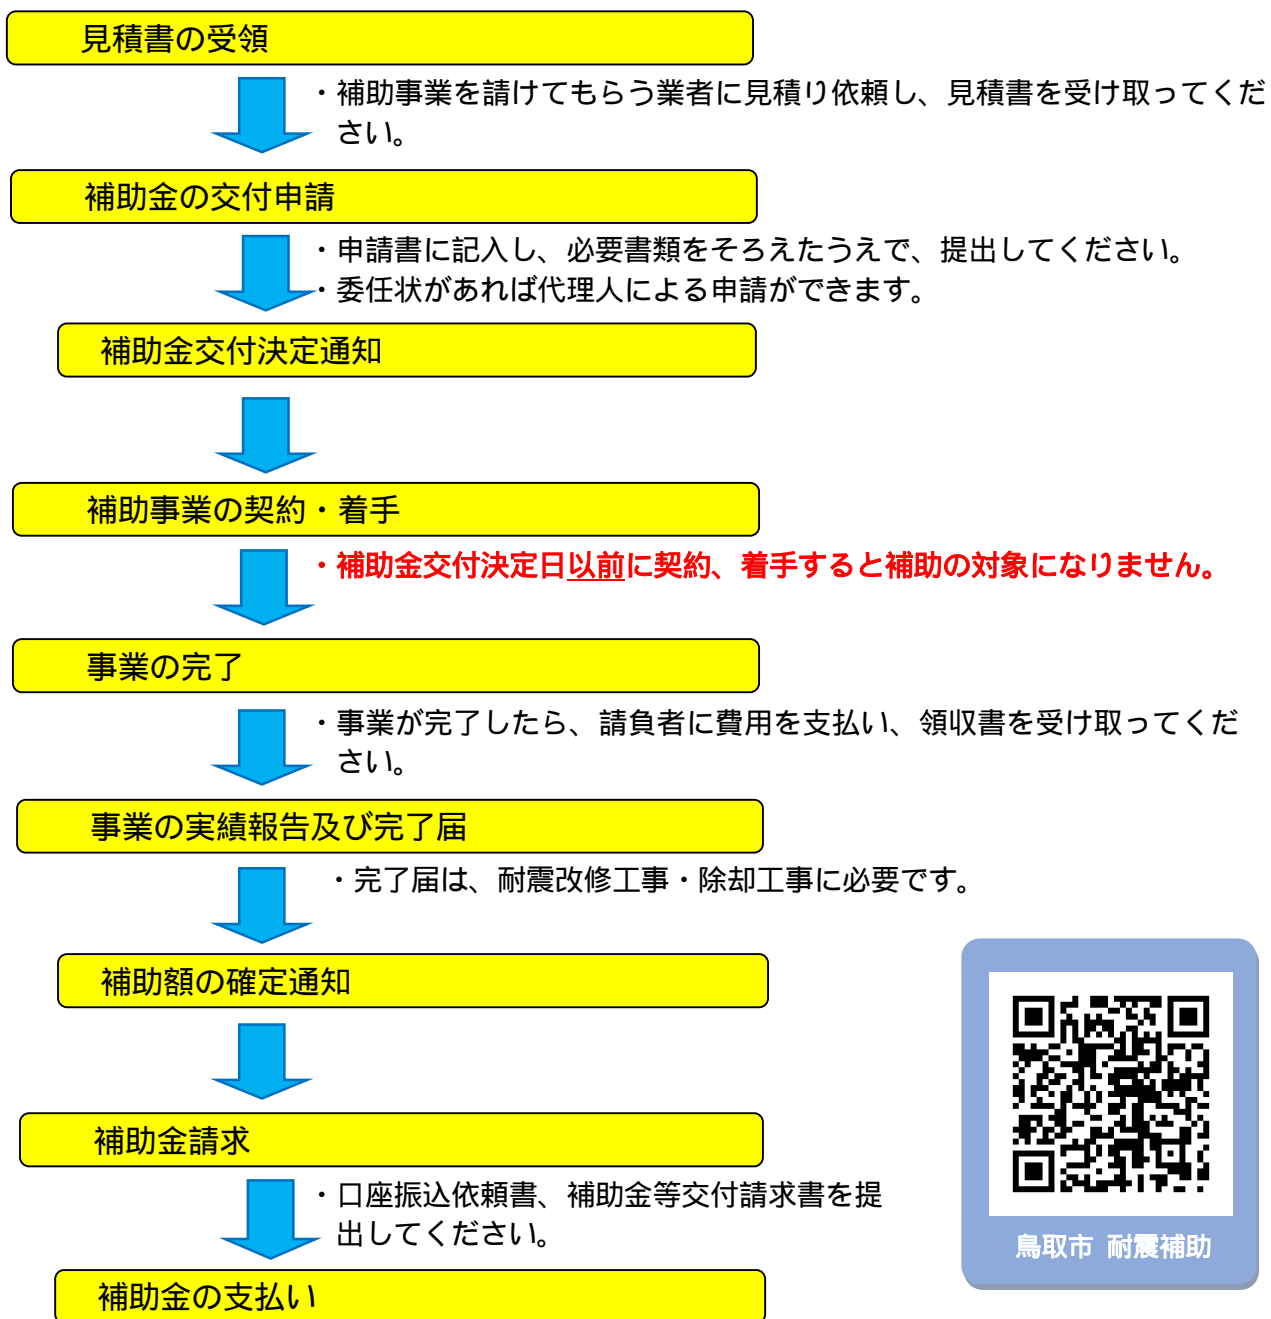 見積書の受領
・補助事業を請けてもらう業者に見積り依頼し、見積書を受け取ってくだ
さい。
補助金の交付申請
・申請書に記入し、必要書類をそろえたうえで、提出してください。
・委任状があれば代理人による申請ができます。
補助金交付決定通知
補助事業の契約・着手
・補助金交付決定日以前に契約、着手すると補助の対象になりません。
事業の完了
・事業が完了したら、請負者に費用を支払い、領収書を受け取ってくだ
さい。
事業の実績報告及び完了届
・完了届は、耐震改修工事・除却工事に必要です。
補助額の確定通知
補助金請求
・口座振込依頼書、補助金等交付請求書を提
出してください。
鳥取市 耐震補助
補助金の支払い